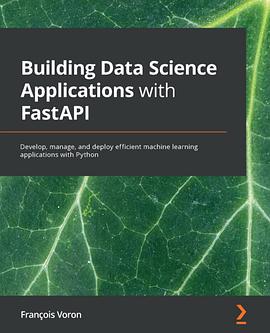 Building Data Science
Applications with
FastAPI
Develop, manage, and deploy efficient machine learning
applications with Python
François Voron